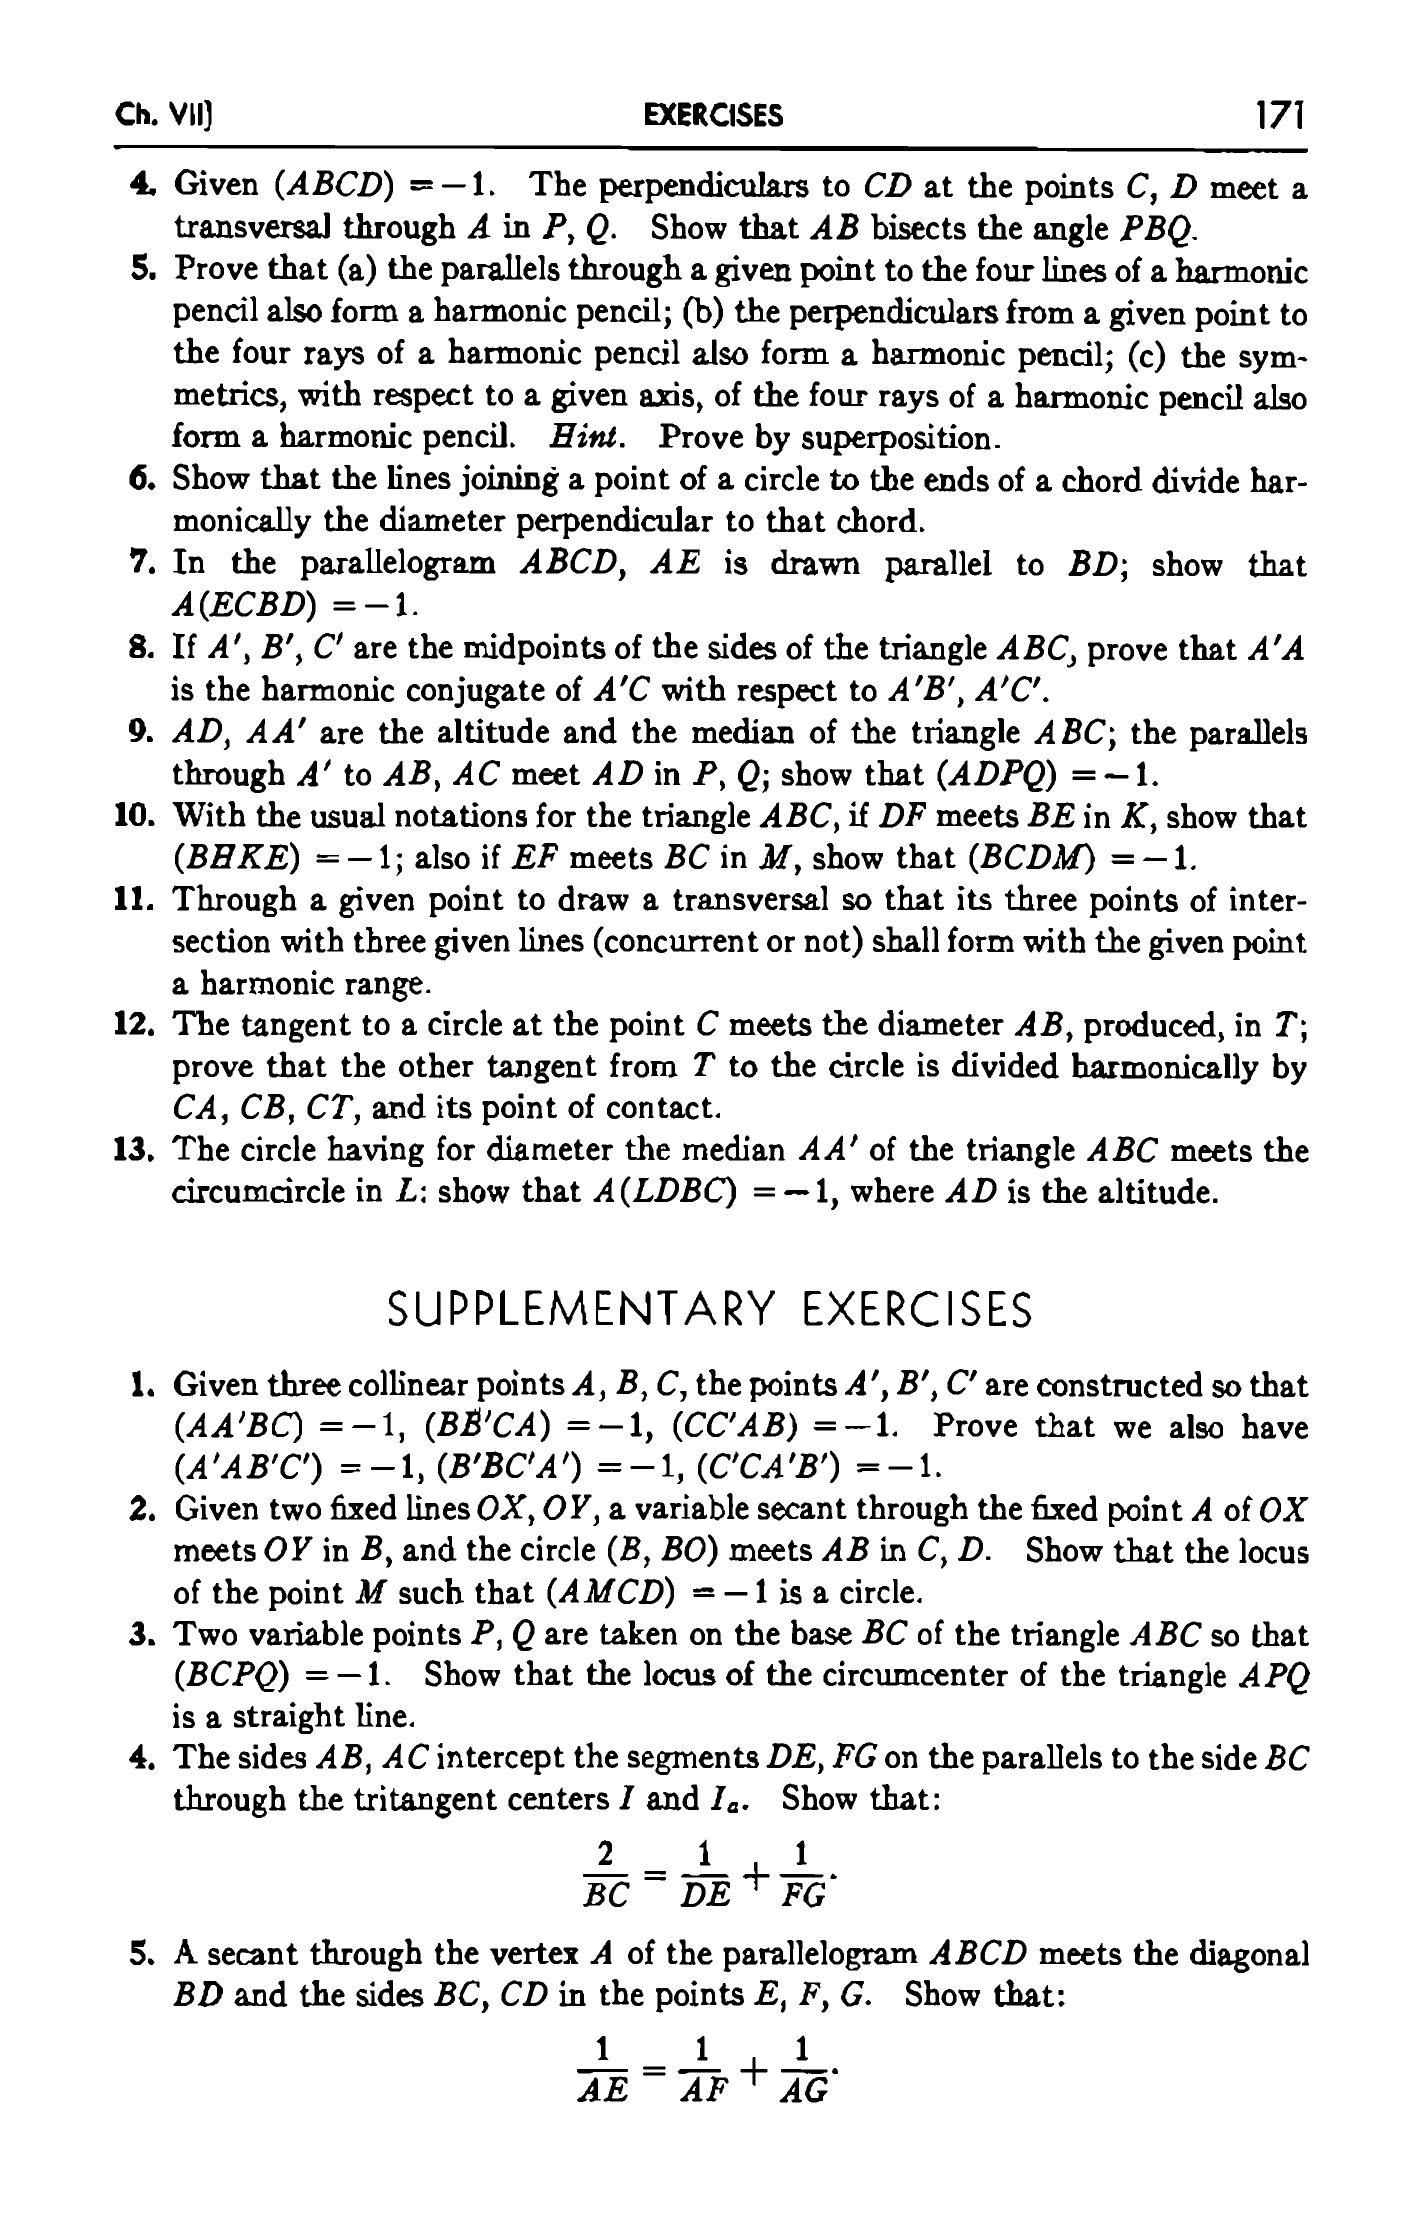 Ch. VII] EXERCISES 171
4. Given (ABCD) = −1. The perpendiculars to CD at the points C, D meet a
transversal through A in P, Q. Show that AB bisects the angle PBQ.
5. Prove that (a) the parallels through a given point to the four lines of a harmonic
pencil also form a harmonic pencil; (b) the perpendiculars from a given point to
the four rays of a harmonic pencil also form a harmonic pencil; (c) the sym-
metrics, with respect to a given axis, of the four rays of a harmonic pencil also
form a harmonic pencil. Hint. Prove by superposition.
6. Show that the lines joining a point of a circle to the ends of a chord divide har-
monically the diameter perpendicular to that chord.
7. In the parallelogram ABCD, AE is drawn parallel to BD; show that
A(ECBD) = −1.
8. If A', B', C' are the midpoints of the sides of the triangle ABC, prove that A'A
is the harmonic conjugate of A'C with respect to A'B', A'C'.
9. AD, AA' are the altitude and the median of the triangle ABC; the parallels
through A' to AB, AC meet AD in P, Q; show that (ADPQ) = −1.
10. With the usual notations for the triangle ABC, if DF meets BE in K, show that
(BHKE) = −1; also if EF meets BC in M, show that (BCDM) = −1.
11. Through a given point to draw a transversal so that its three points of inter-
section with three given lines (concurrent or not) shall form with the given point
a harmonic range.
12. The tangent to a circle at the point C meets the diameter AB, produced, in T;
prove that the other tangent from T to the circle is divided harmonically by
CA, CB, CT, and its point of contact.
13. The circle having for diameter the median AA' of the triangle ABC meets the
circumcircle in L: show that A(LDBC) = −1, where AD is the altitude.
SUPPLEMENTARY EXERCISES
1. Given three collinear points A, B, C, the points A', B', C' are constructed so that
(AA'BC) = −1, (BB'CA) = −1, (CC'AB) = −1. Prove that we also have
(A'AB'C') = −1, (B'BC'A') = −1, (C'CA'B') = −1.
2. Given two fixed lines OX, OY, a variable secant through the fixed point A of OX
meets OY in B, and the circle (B, BO) meets AB in C, D. Show that the locus
of the point M such that (AMCD) = −1 is a circle.
3. Two variable points P, Q are taken on the base BC of the triangle ABC so that
(BCPQ) = −1. Show that the locus of the circumcenter of the triangle APQ
is a straight line.
4. The sides AB, AC intercept the segments DE, FG on the parallels to the side BC
through the tritangent centers I and Iₐ. Show that:
2/BC = 1/DE + 1/FG.
5. A secant through the vertex A of the parallelogram ABCD meets the diagonal
BD and the sides BC, CD in the points E, F, G. Show that:
1/AE = 1/AF + 1/AG.